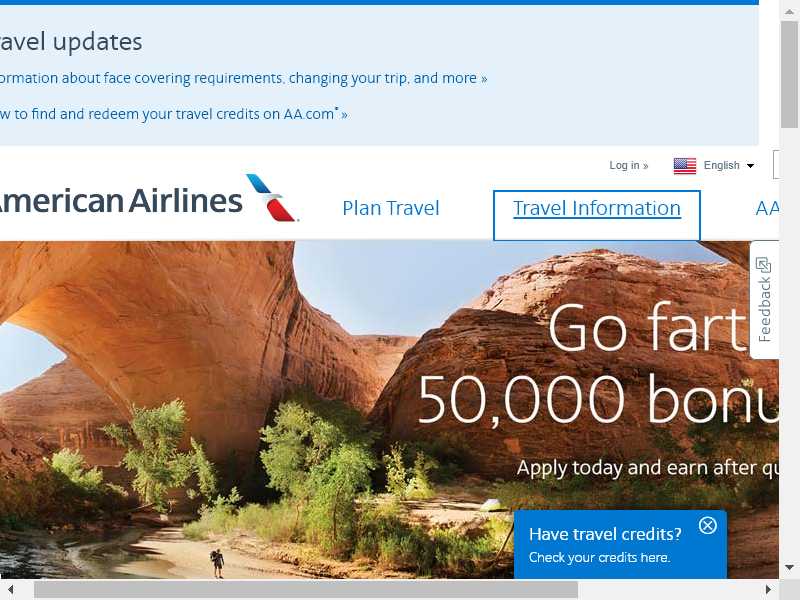 avel updates
ormation about face covering requirements, changing your trip, and more »
w to find and redeem your travel credits on AA.com® »
Log in »
English
American Airlines
Plan Travel
Travel Information
AA
Feedback
Go fart
50,000 bonu
Apply today and earn after qu
Have travel credits?
Check your credits here.